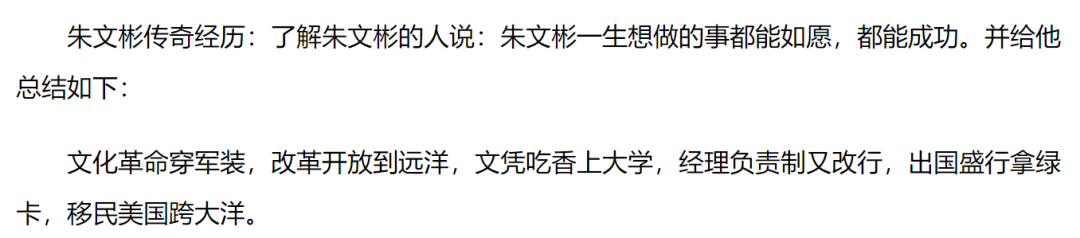 朱文彬传奇经历：了解朱文彬的人说：朱文彬一生想做的事都能如愿，都能成功。并给他
总结如下：
文化革命穿军装，改革开放到远洋，文凭吃香上大学，经理负责制又改行，出国盛行拿绿
卡，移民美国跨大洋。